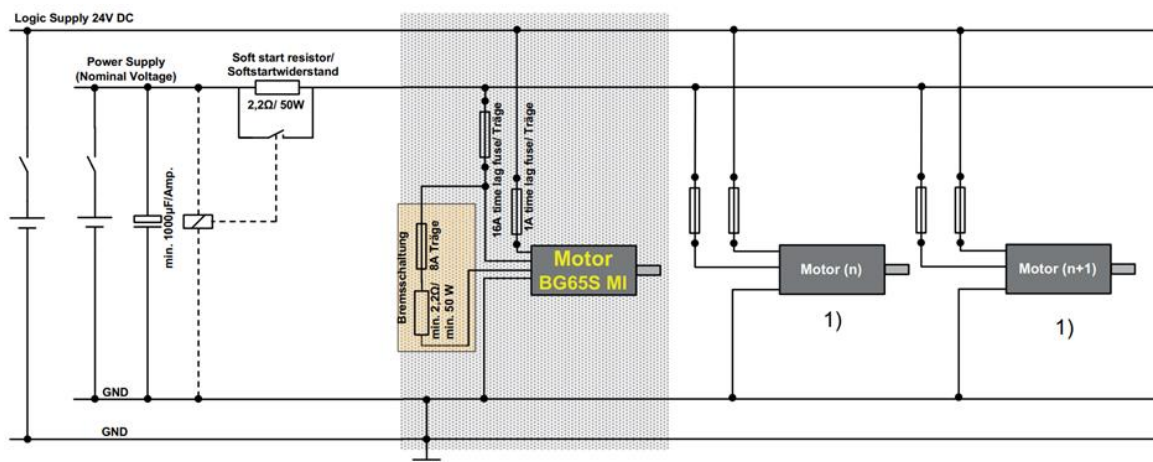 Logic Supply 24V DC
Power Supply
(Nominal Voltage)
Soft start resistor/
Softstartwiderstand
2,2Ω/ 50W
min. 1000µF/Amp.
16A time lag fuse/ Träge
1A time lag fuse/ Träge
Bremsschaltung
8A Träge
min. 2,2Ω/
min. 50 W
Motor
BG65S MI
Motor (n)
1)
Motor (n+1)
1)
GND
GND